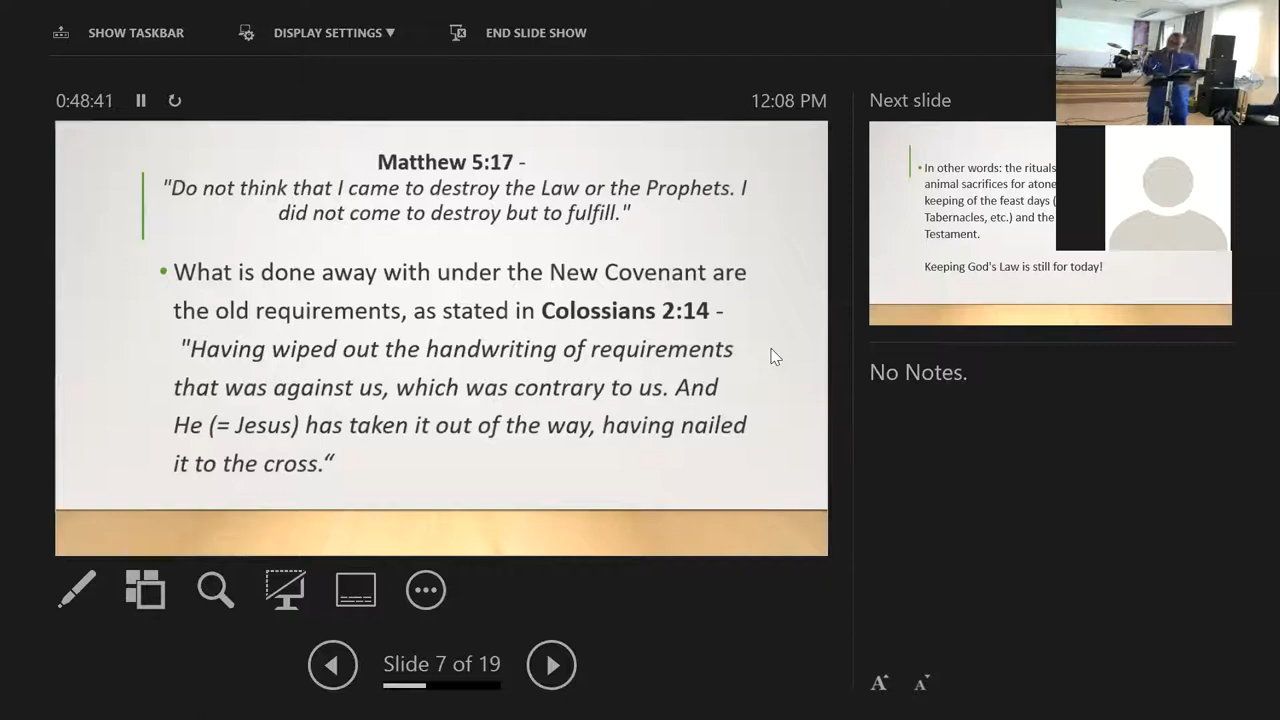 SHOW TASKBAR
DISPLAY SETTINGS ▼
END SLIDE SHOW
0:48:41
12:08 PM
Matthew 5:17 -
"Do not think that I came to destroy the Law or the Prophets. I
did not come to destroy but to fulfill."
• What is done away with under the New Covenant are
the old requirements, as stated in Colossians 2:14 -
"Having wiped out the handwriting of requirements
that was against us, which was contrary to us. And
He (= Jesus) has taken it out of the way, having nailed
it to the cross.“
Slide 7 of 19
Next slide
• In other words: the rituals
animal sacrifices for atone
keeping of the feast days (
Tabernacles, etc.) and the
Testament.
Keeping God's Law is still for today!
No Notes.
A A